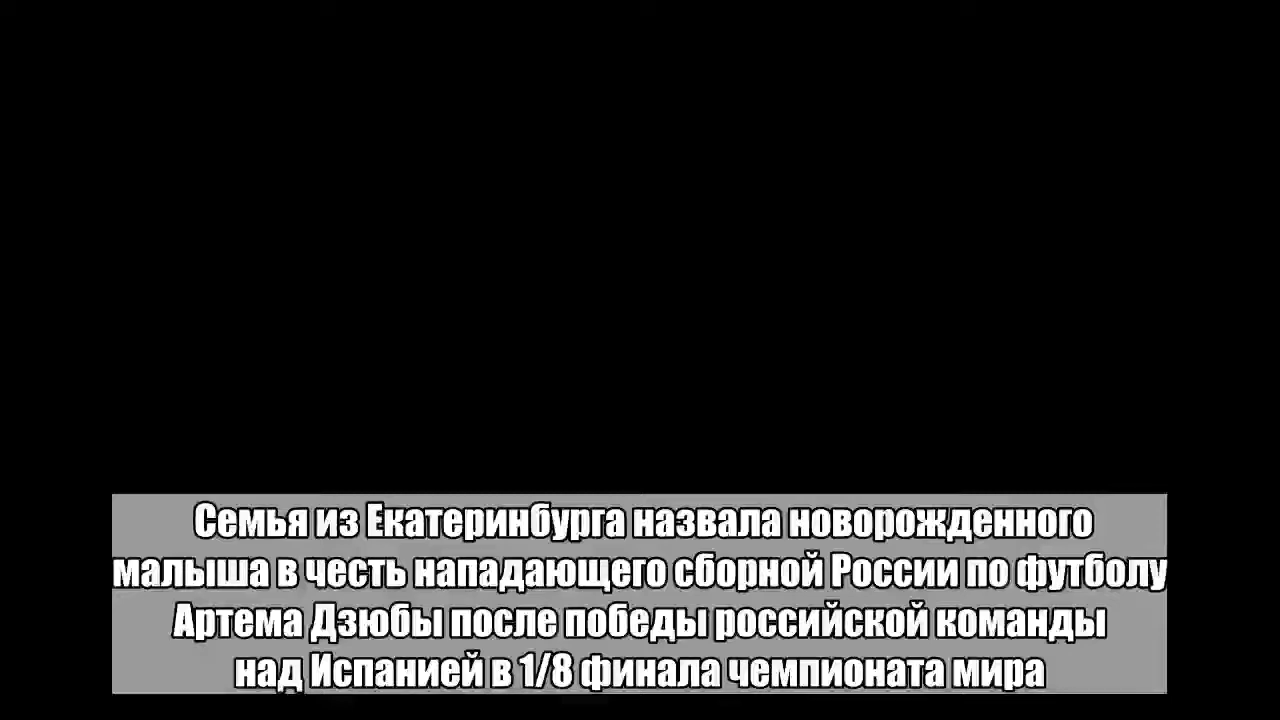 Семья из Екатеринбурга назвала новорожденного
малыша в честь нападающего сборной России по футболу
Артема Дзюбы после победы российской команды
над Испанией в 1/8 финала чемпионата мира